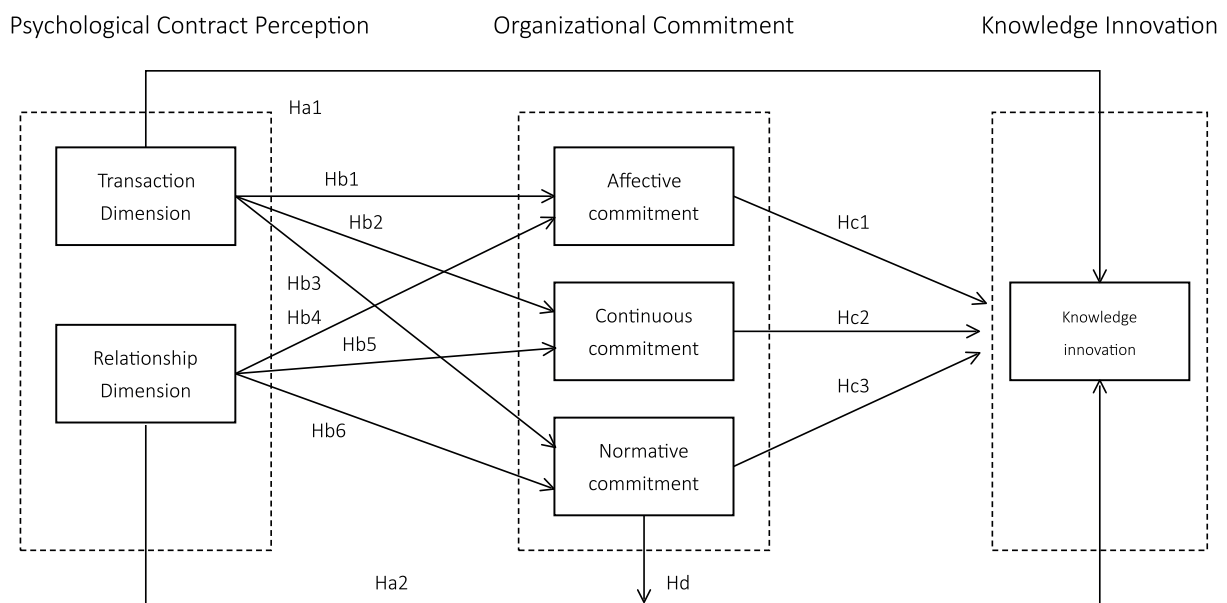 Psychological Contract Perception
Organizational Commitment
Knowledge Innovation
Ha1
Transaction
Dimension
Hb1
Hb2
Affective
commitment
Hc1
Hb3
Hb4
Continuous
commitment
Hc2
Knowledge
innovation
Relationship
Dimension
Hb5
Hc3
Hb6
Normative
commitment
Ha2
Hd